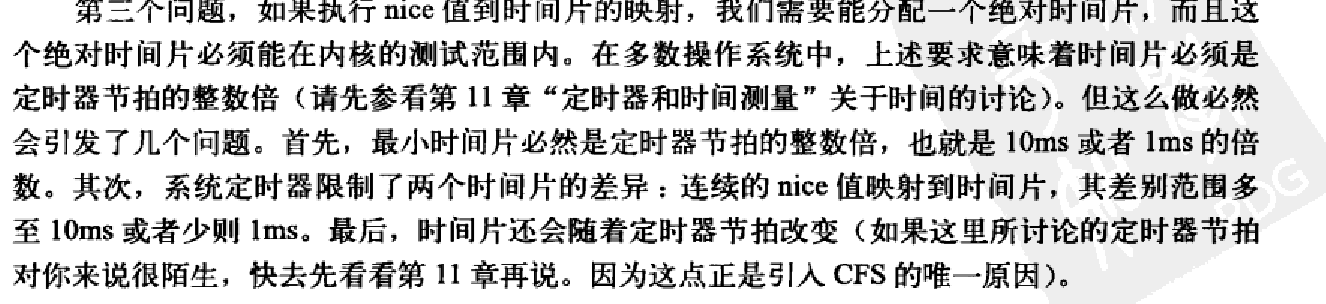 第三个问题，如果执行 nice 值到时间片的映射，我们需要能分配一个绝对时间片，而且这
个绝对时间片必须能在内核的测试范围内。在多数操作系统中，上述要求意味着时间片必须是
定时器节拍的整数倍（请先参看第 11 章“定时器和时间测量”关于时间的讨论）。但这么做必然
会引发了几个问题。首先，最小时间片必然是定时器节拍的整数倍，也就是 10ms 或者 1ms 的倍
数。其次，系统定时器限制了两个时间片的差异：连续的 nice 值映射到时间片，其差别范围多
至 10ms 或者少则 1ms。最后，时间片还会随着定时器节拍改变（如果这里所讨论的定时器节拍
对你来说很陌生，快去先看看第 11 章再说。因为这点正是引入 CFS 的唯一原因）。
PDG